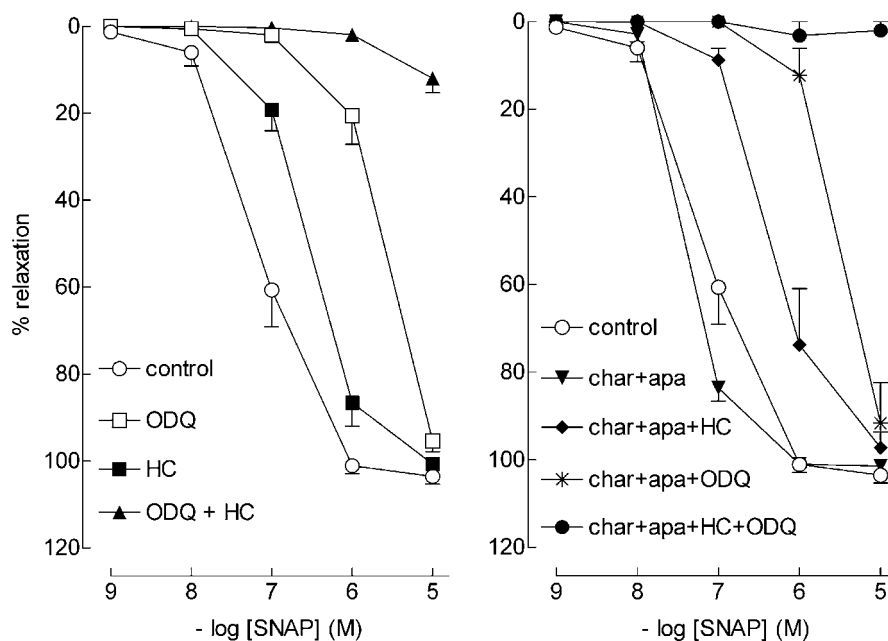 % relaxation
0
20
40
60
80
100
120
control
ODQ
HC
ODQ + HC
9 8 7 6 5
- log [SNAP] (M)
0
20
40
60
80
100
120
control
char+apa
char+apa+HC
char+apa+ODQ
char+apa+HC+ODQ
9 8 7 6 5
- log [SNAP] (M)